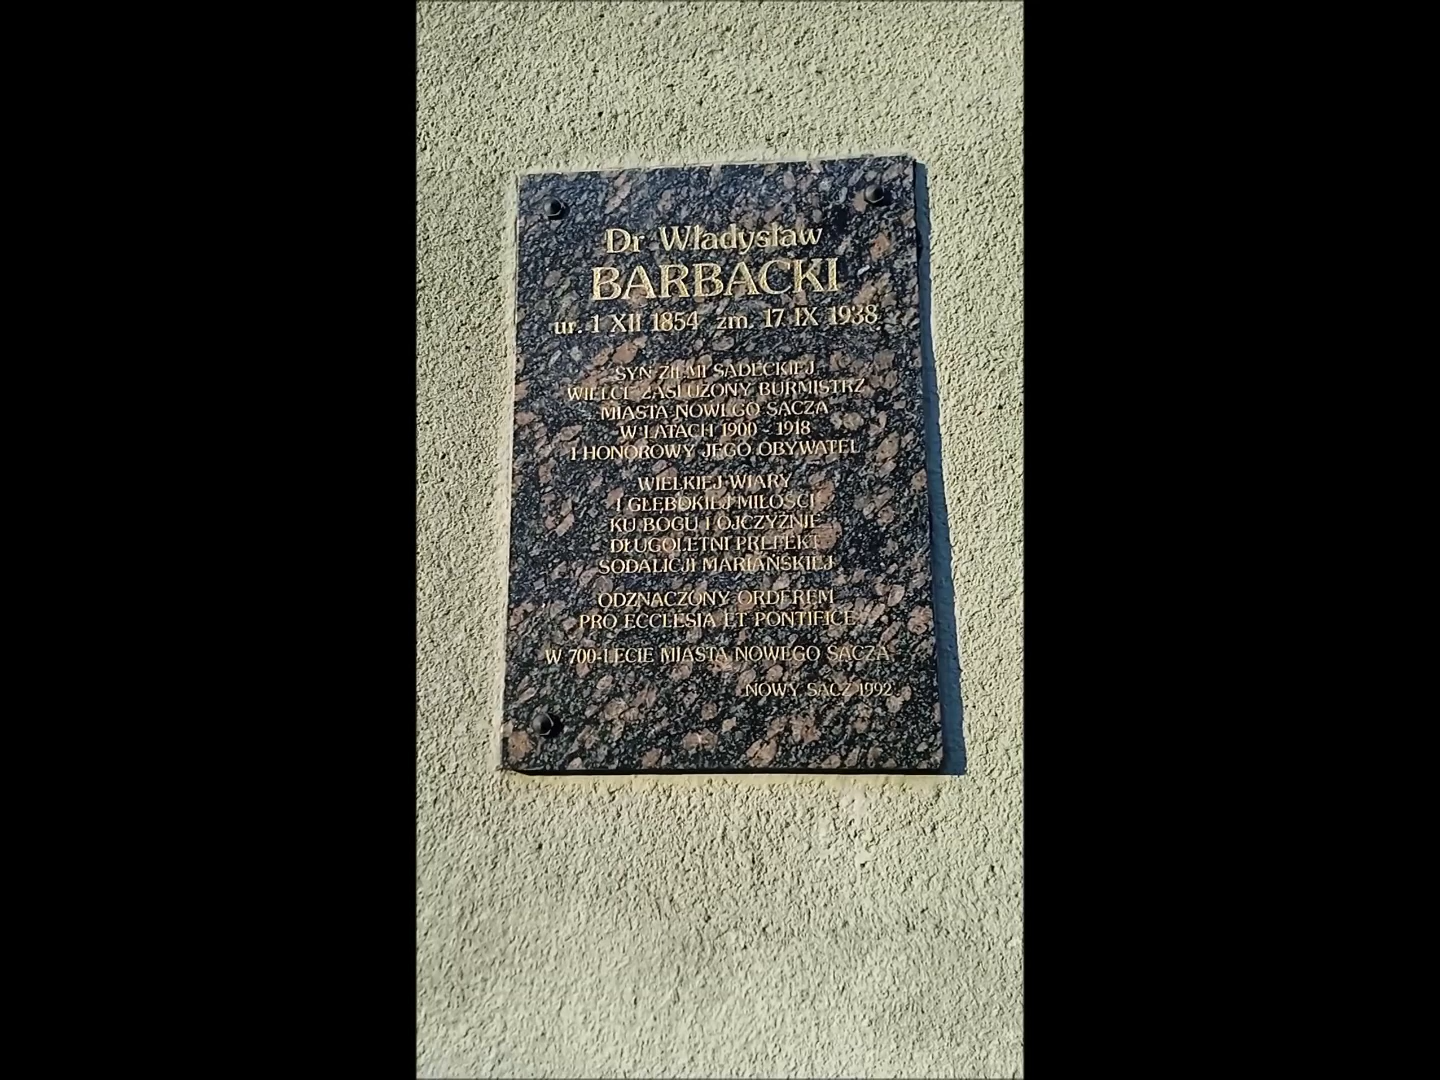 Dr Władysław
BARBACKI
ur. 1 XII 1854 zm. 17 IX 1938
SYN ZIEMI SĄDECKIEJ
WIELCE ZASŁUŻONY BURMISTRZ
MIASTA NOWEGO SĄCZA
W LATACH 1900 - 1918
I HONOROWY JEGO OBYWATEL
WIELKIEJ WIARY
I GŁĘBOKIEJ MIŁOŚCI
KU BOGU I OJCZYŹNIE
DŁUGOLETNI PREFEKT
SODALICJI MARIAŃSKIEJ
ODZNACZONY ORDEREM
PRO ECCLESIA ET PONTIFICE
W 700-LECIE MIASTA NOWEGO SĄCZA
NOWY SĄCZ 1992